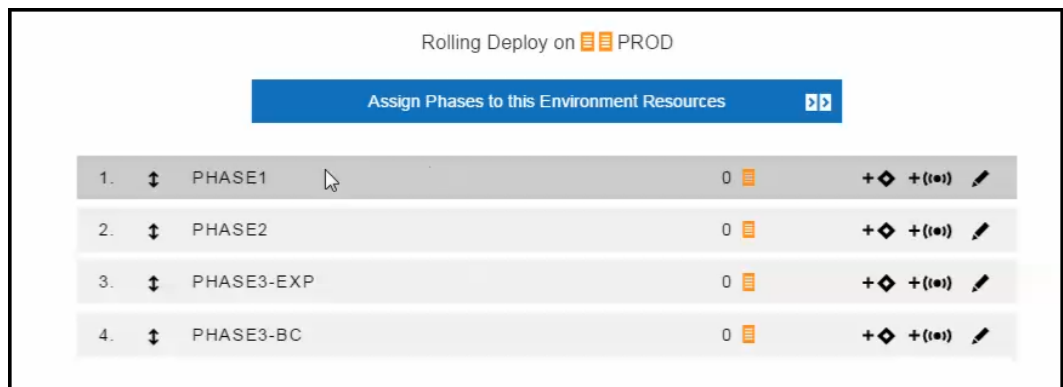 Rolling Deploy on PROD
Assign Phases to this Environment Resources
1. PHASE1 0
2. PHASE2 0
3. PHASE3-EXP 0
4. PHASE3-BC 0